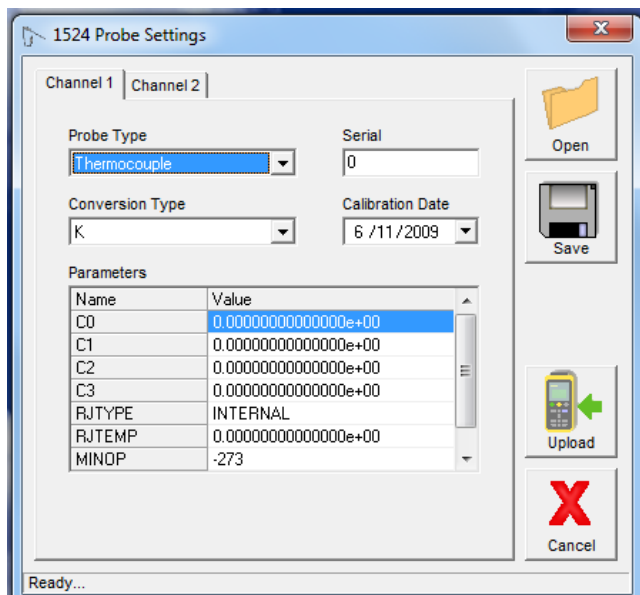 1524 Probe Settings
Channel 1
Channel 2
Probe Type
Serial
Thermocouple
0
Conversion Type
Calibration Date
K
6 /11/2009
Parameters
Name Value
C0 0.00000000000000e+00
C1 0.00000000000000e+00
C2 0.00000000000000e+00
C3 0.00000000000000e+00
RJTYPE INTERNAL
RJTEMP 0.00000000000000e+00
MINOP -273
Open
Save
Upload
Cancel
Ready...